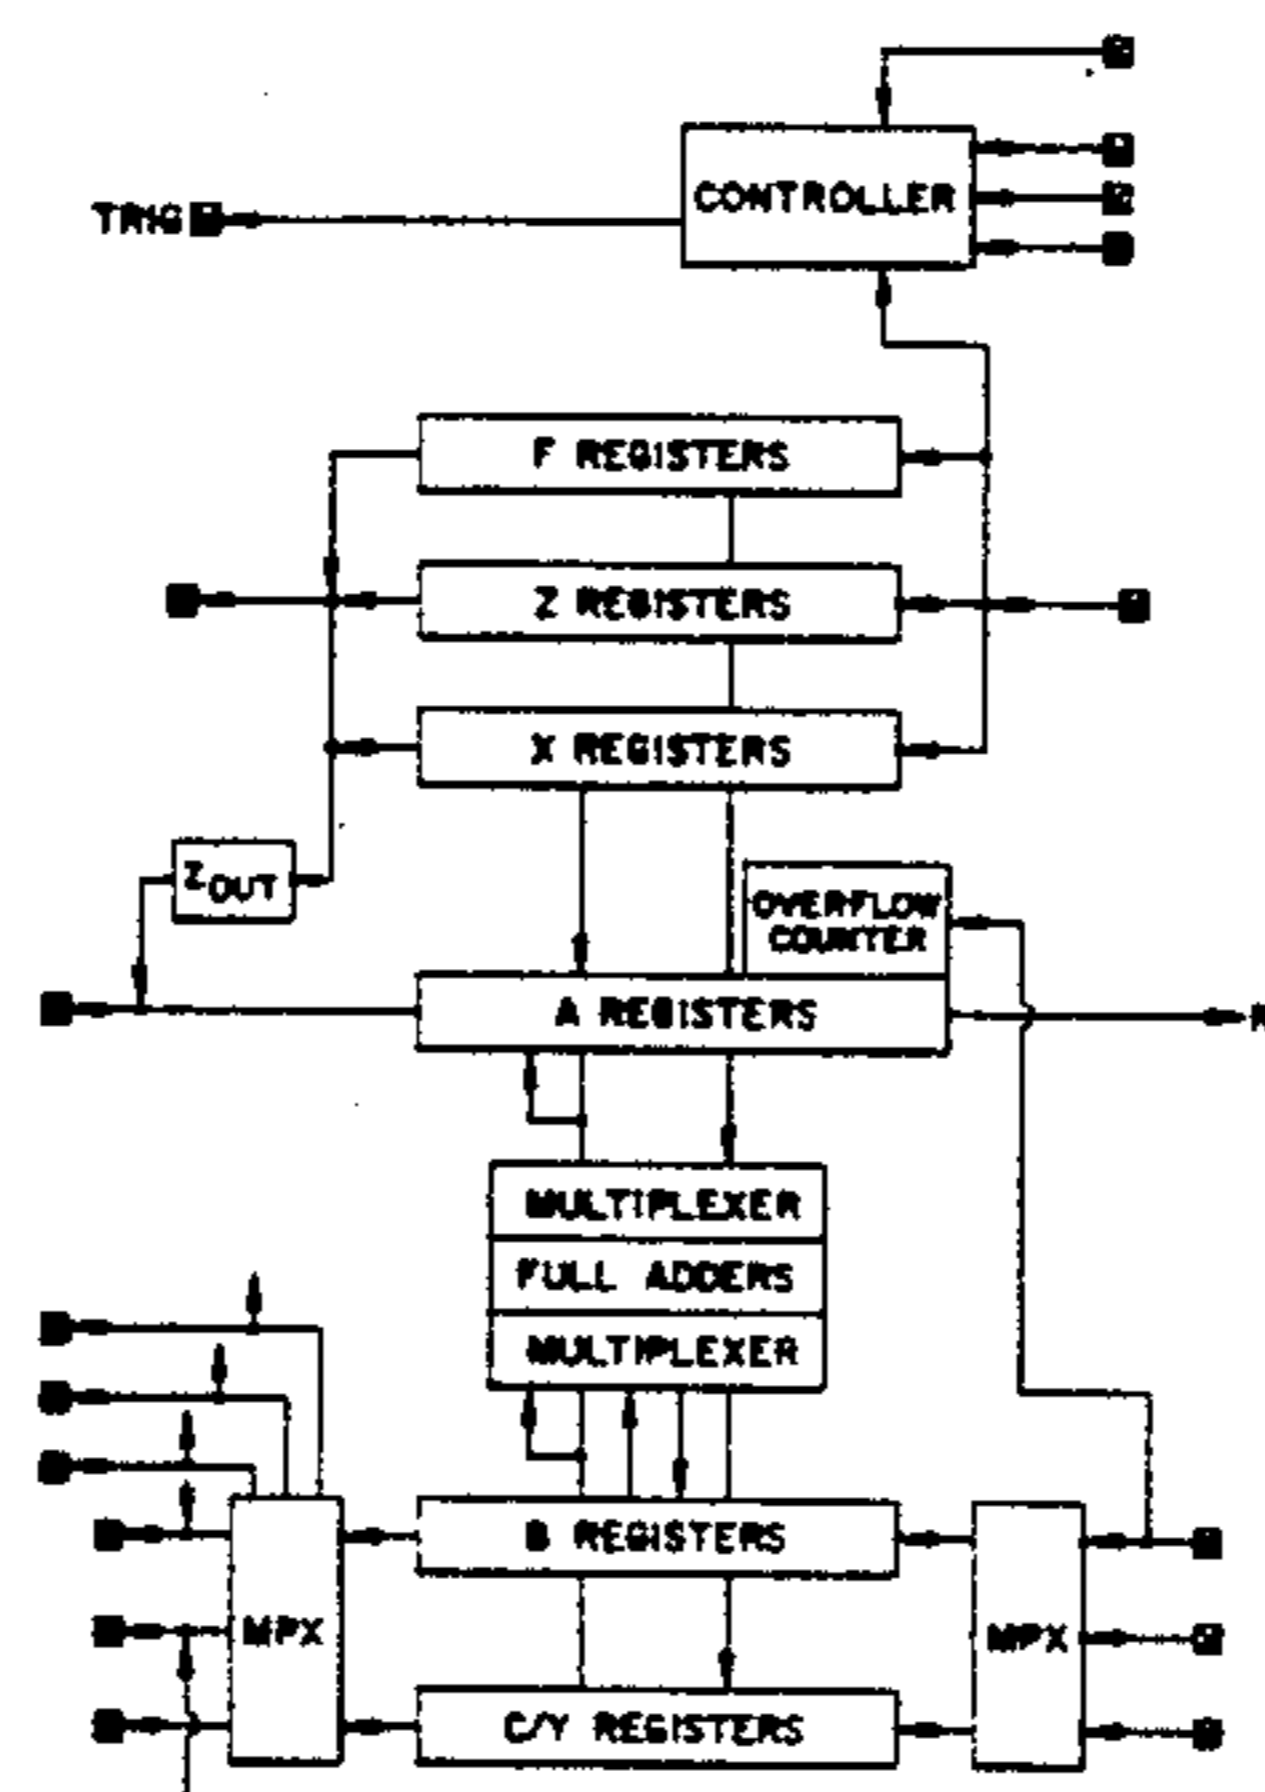 CONTROLLER
TRIG
F REGISTERS
Z REGISTERS
X REGISTERS
ZOUT
OVERFLOW
COUNTER
A REGISTERS
MULTIPLEXER
FULL ADDERS
MULTIPLEXER
B REGISTERS
MPX
MPX
C/Y REGISTERS